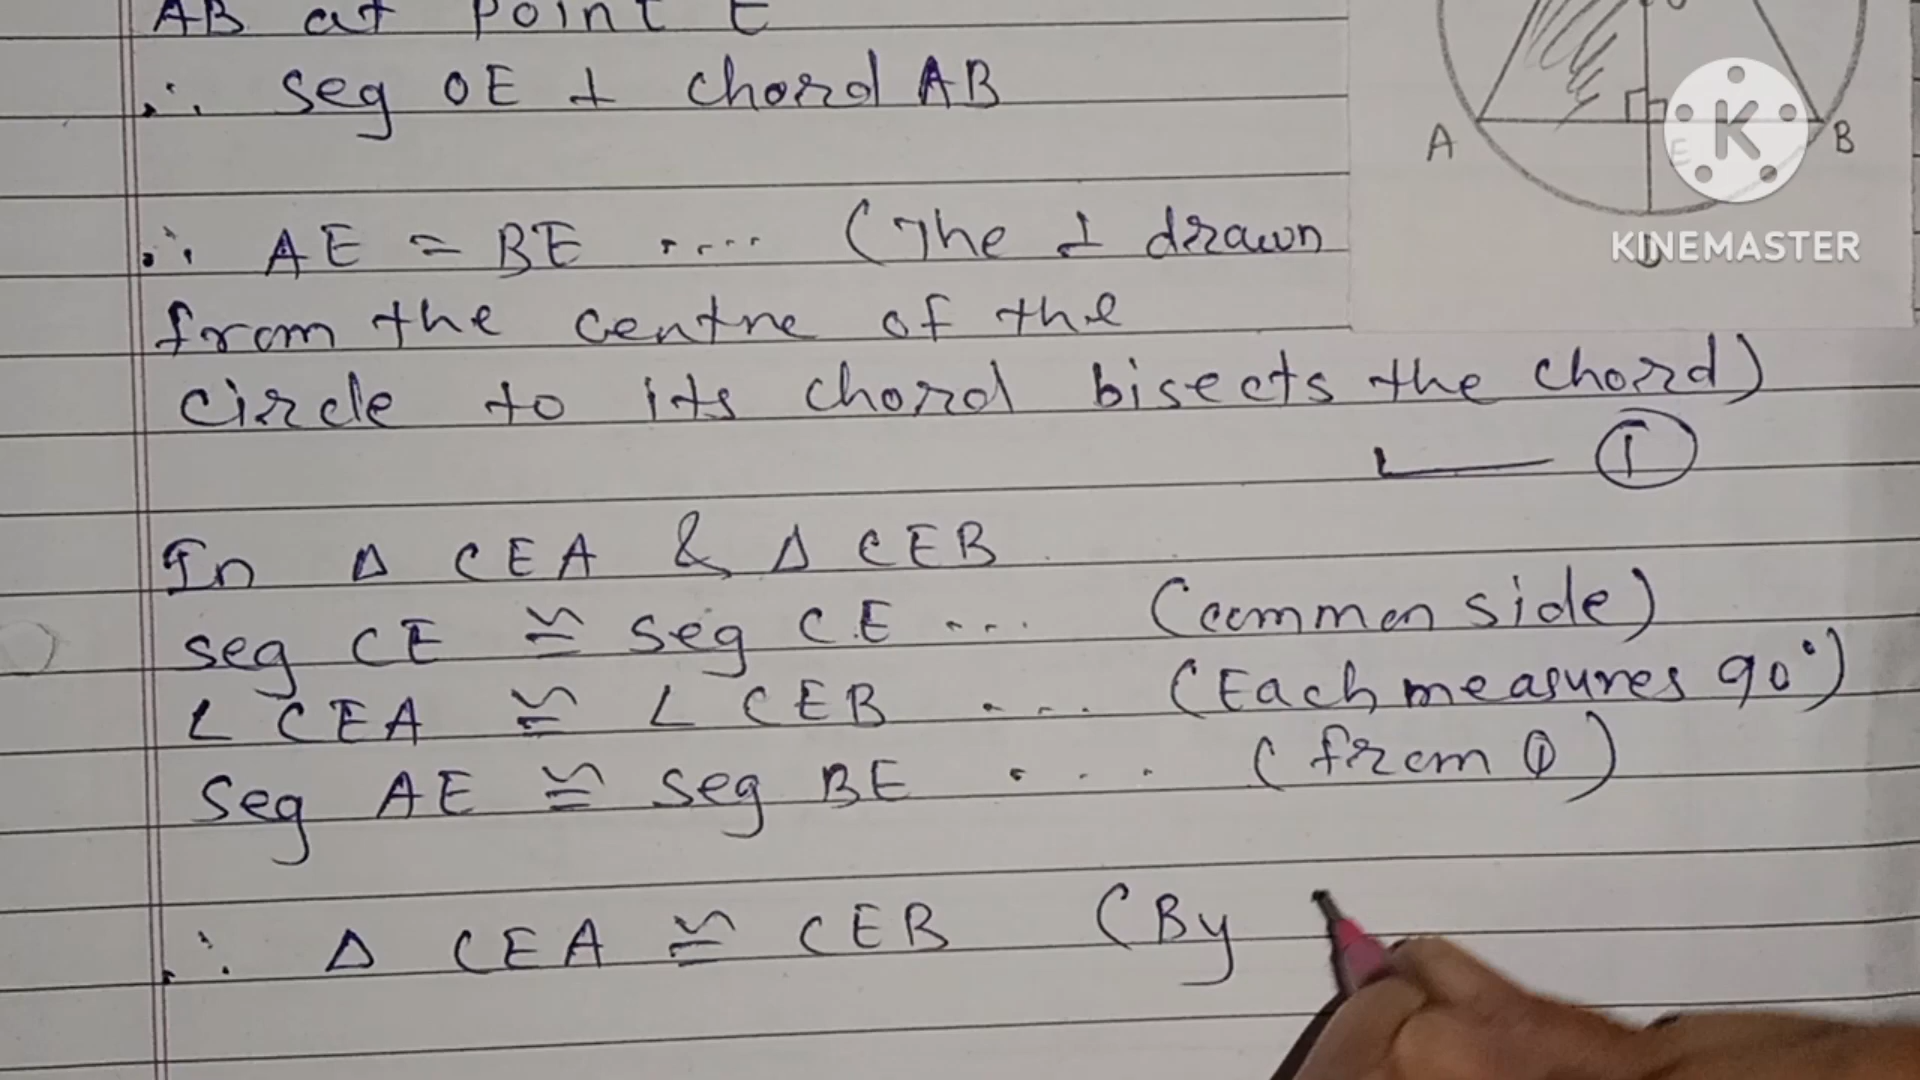 AB at Point E
∴ seg OE ⊥ chord AB
∴ AE = BE .... (The ⊥ drawn
from the centre of the
circle to its chord bisects the chord)
I
In Δ CEA & Δ CEB
seg CE ≅ seg CE ... (common side)
∠ CEA ≅ ∠ CEB .... (Each measures 90°)
seg AE ≅ seg BE . . . (from I)
∴ Δ CEA ≅ CEB (By
A
E
B
K
KINEMASTER